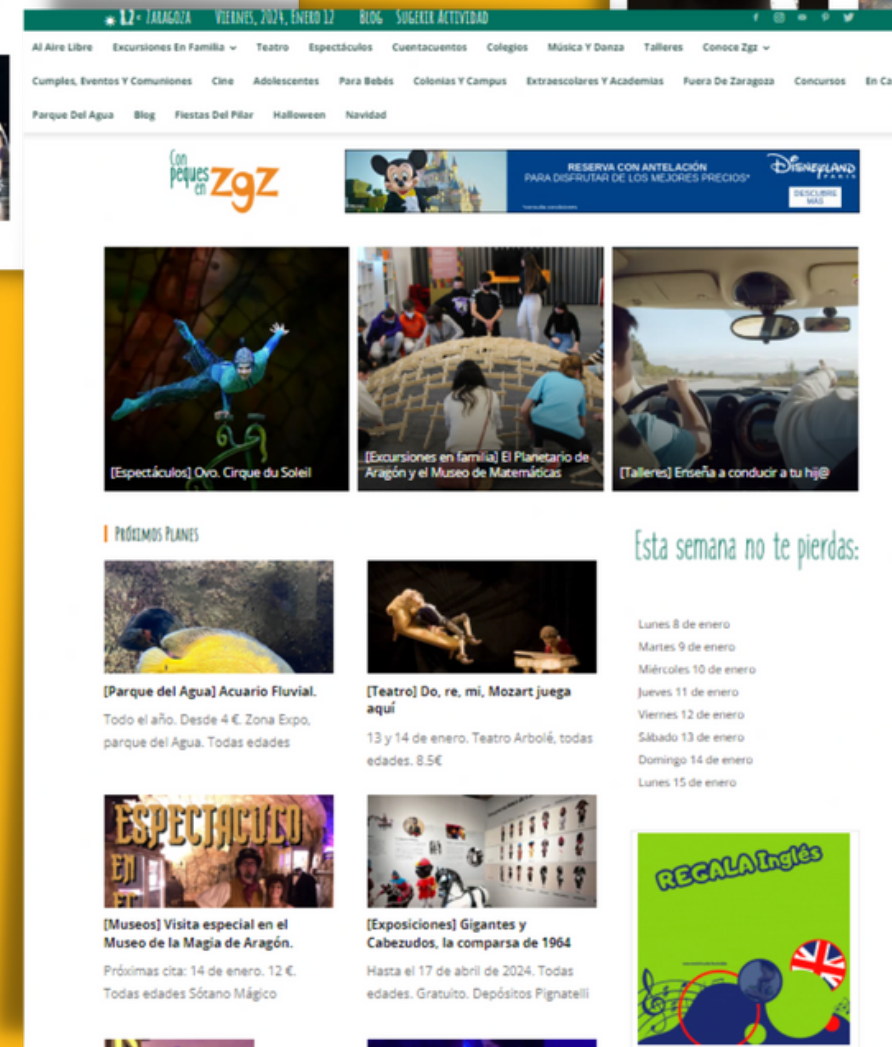 12 C ZARAGOZA VIERNES, 2024, ENERO 12 BLOG SUGERIR ACTIVIDAD
Al Aire Libre Excursiones En Familia Teatro Espectáculos Cuentacuentos Colegios Música Y Danza Talleres Conoce Zgz
Cumples, Eventos Y Comuniones Cine Adolescentes Para Bebés Colonias Y Campus Extraescolares Y Academias Fuera De Zaragoza Concursos En Ca
Parque Del Agua Blog Fiestas Del Pilar Halloween Navidad
Con peques en zgz
RESERVA CON ANTELACIÓN
PARA DISFRUTAR DE LOS MEJORES PRECIOS*
DISNEYLAND
PARIS
DESCUBRE
MÁS
[Espectáculos] Ovo. Cirque du Soleil
[Excursiones en familia] El Planetario de
Aragón y el Museo de Matemáticas
[Talleres] Enseña a conducir a tu hij@
PRÓXIMOS PLANES
[Parque del Agua] Acuario Fluvial.
Todo el año. Desde 4 €. Zona Expo,
parque del Agua. Todas edades
[Teatro] Do, re, mi, Mozart juega
aquí
13 y 14 de enero. Teatro Arbolé, todas
edades. 8.5€
ESPECTACULO
EN
EL
[Museos] Visita especial en el
Museo de la Magia de Aragón.
Próximas cita: 14 de enero. 12 €.
Todas edades Sótano Mágico
[Exposiciones] Gigantes y
Cabezudos, la comparsa de 1964
Hasta el 17 de abril de 2024. Todas
edades. Gratuito. Depósitos Pignatelli
Esta semana no te pierdas:
Lunes 8 de enero
Martes 9 de enero
Miércoles 10 de enero
Jueves 11 de enero
Viernes 12 de enero
Sábado 13 de enero
Domingo 14 de enero
Lunes 15 de enero
REGALA Inglés